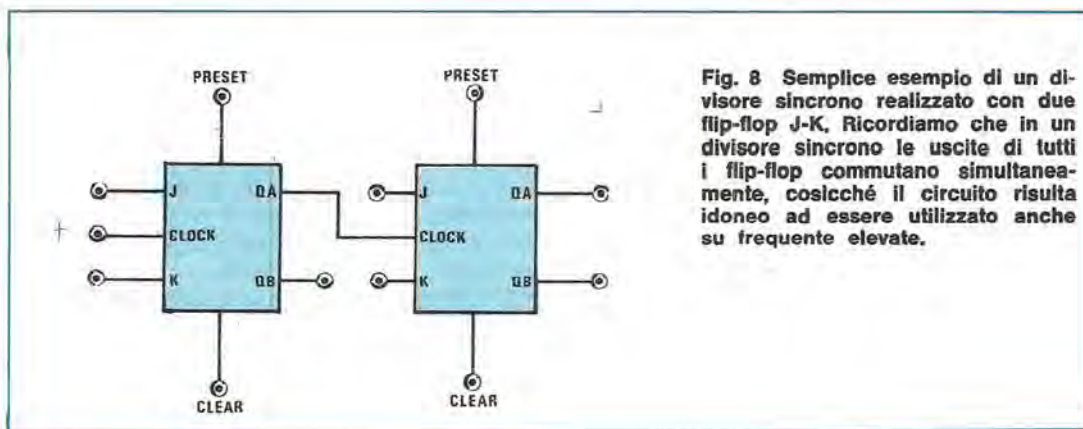 PRESET
PRESET
J
QA
J
QA
CLOCK
CLOCK
K
QB
K
QB
CLEAR
CLEAR
Fig. 8 Semplice esempio di un di-
visore sincrono realizzato con due
flip-flop J-K. Ricordiamo che in un
divisore sincrono le uscite di tutti
i flip-flop commutano simultanea-
mente, cosicché il circuito risulta
idoneo ad essere utilizzato anche
su frequente elevate.